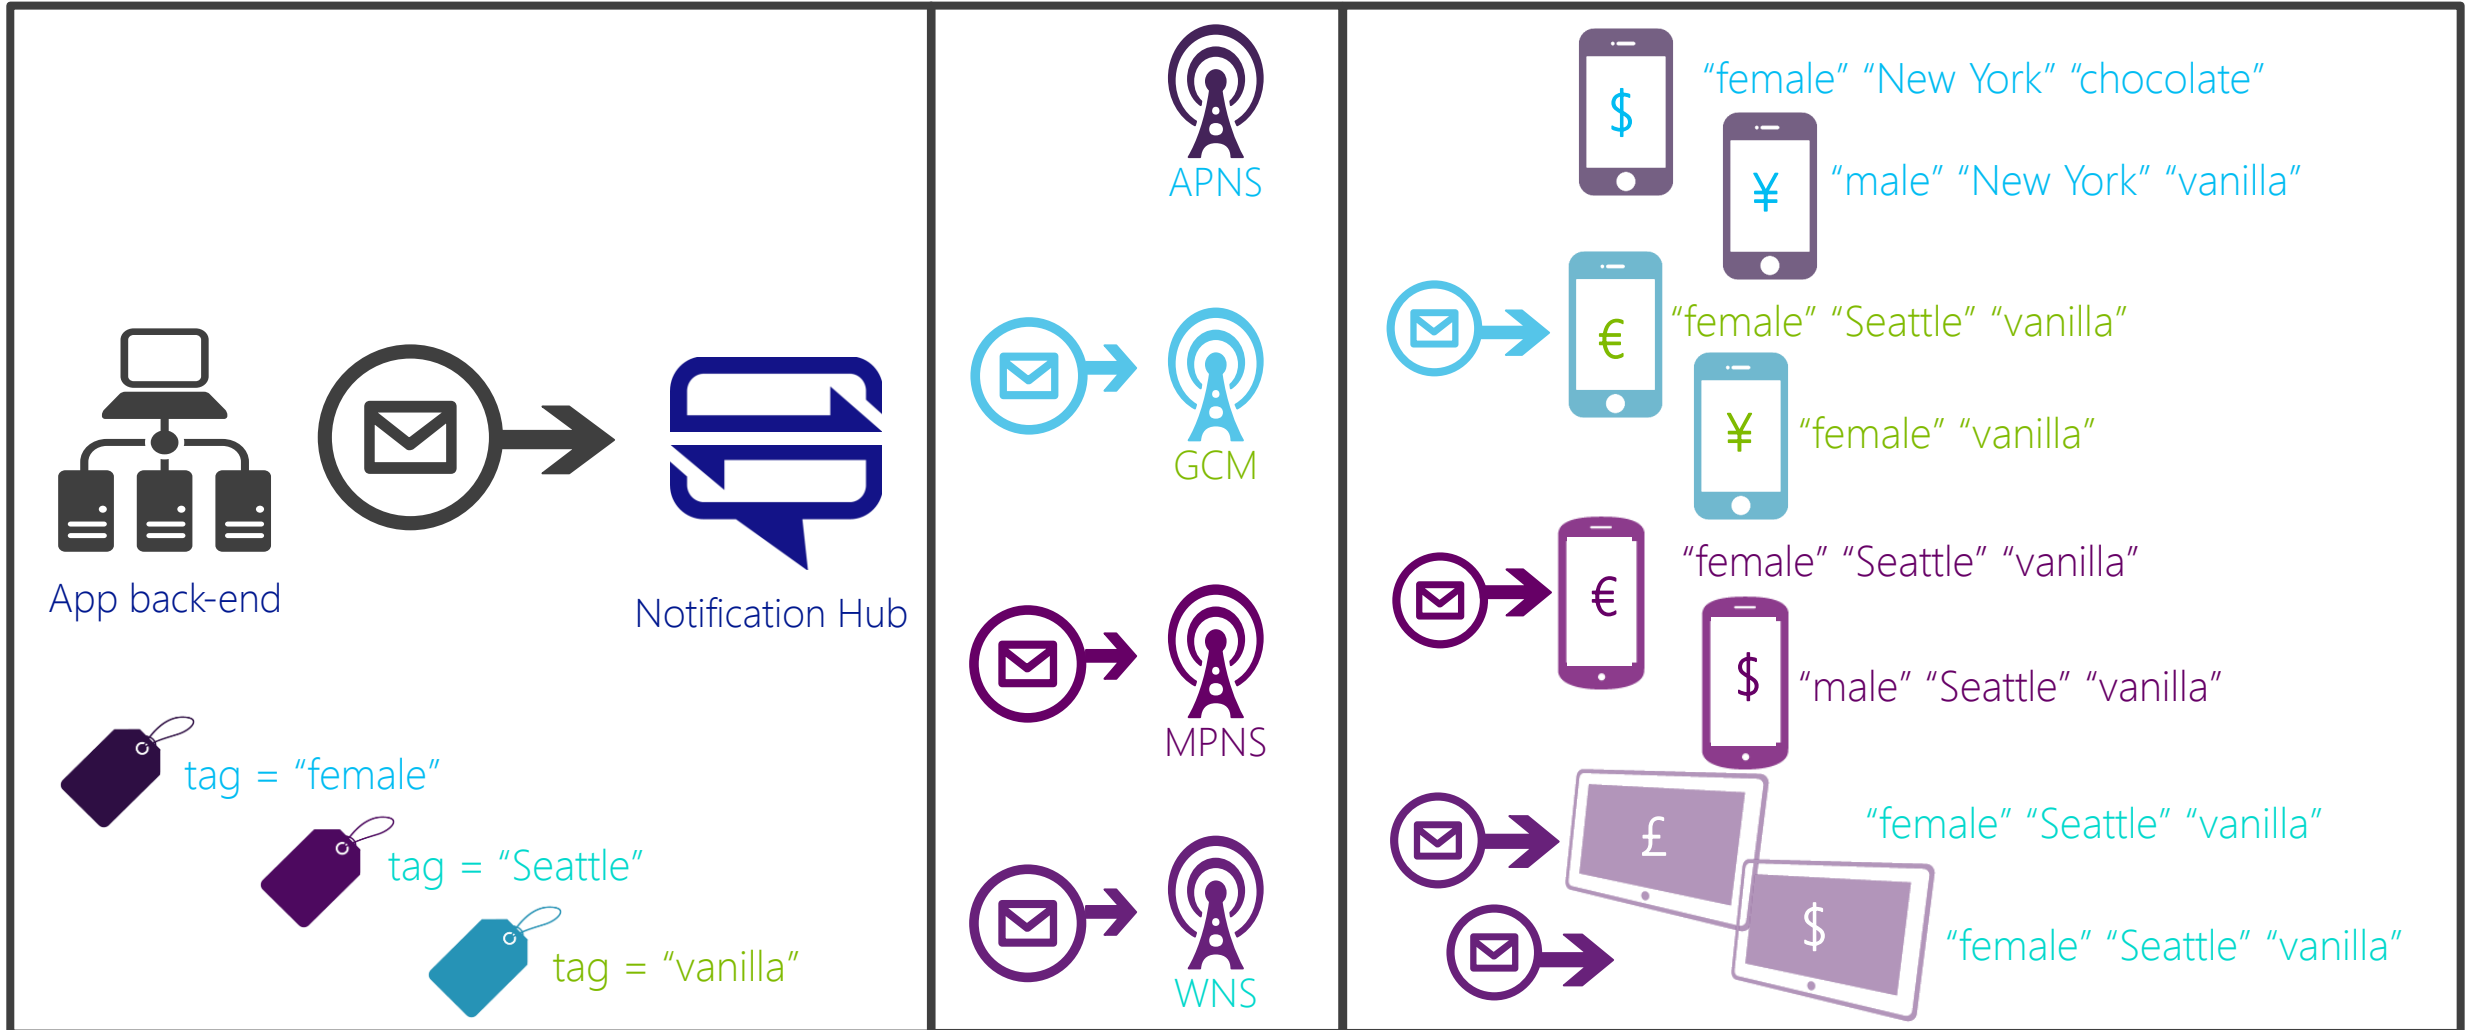 App back-end
Notification Hub
tag = “female”
tag = “Seattle”
tag = “vanilla”
APNS
GCM
MPNS
WNS
$
“female” “New York” “chocolate”
¥
“male” “New York” “vanilla”
€
“female” “Seattle” “vanilla”
¥
“female” “vanilla”
€
“female” “Seattle” “vanilla”
$
“male” “Seattle” “vanilla”
£
“female” “Seattle” “vanilla”
$
“female” “Seattle” “vanilla”